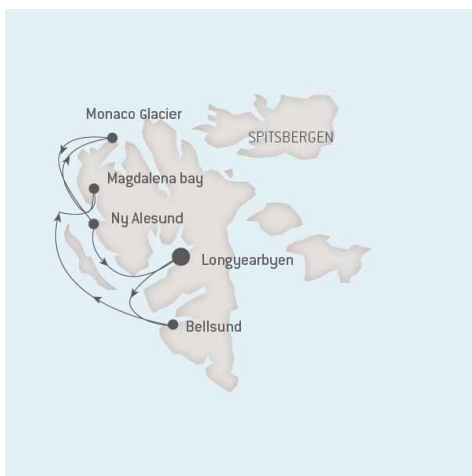 Monaco Glacier
SPITSBERGEN
Magdalena bay
Ny Alesund
Longyearbyen
Bellsund